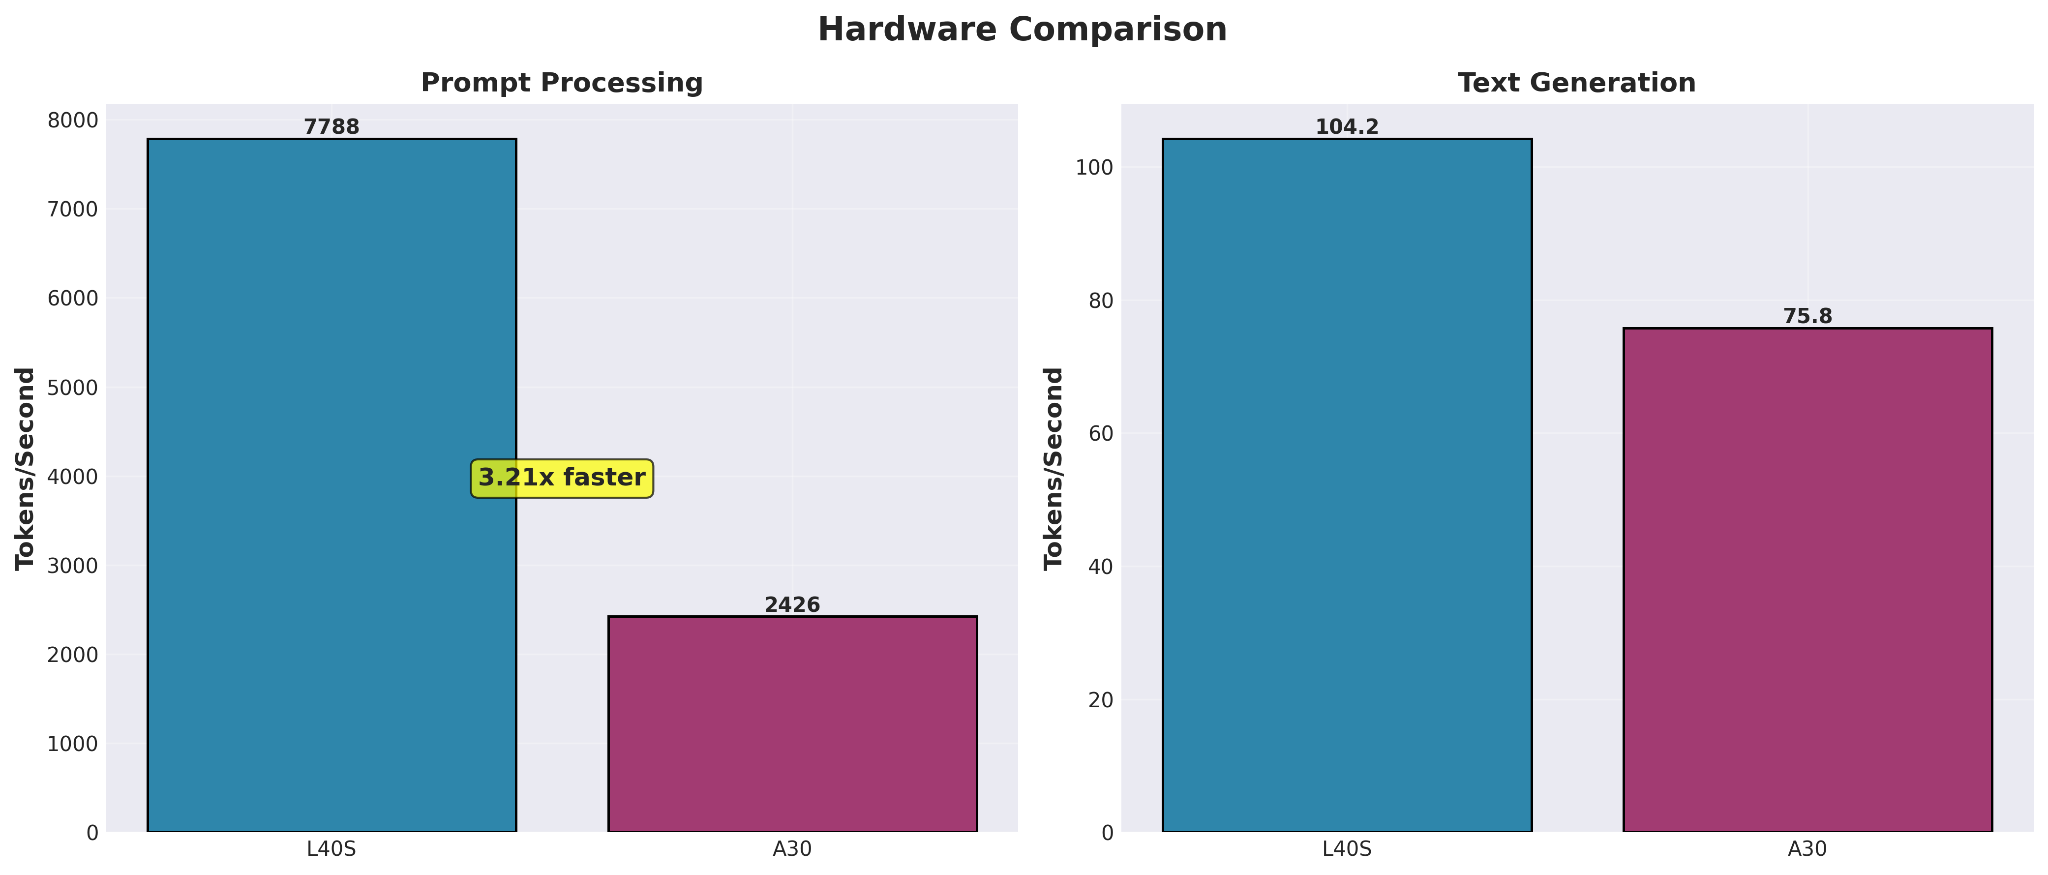 Hardware Comparison
Prompt Processing
Tokens/Second
8000
7000
6000
5000
4000
3000
2000
1000
0
7788
3.21x faster
2426
L40S
A30
Text Generation
Tokens/Second
100
80
60
40
20
0
104.2
75.8
L40S
A30